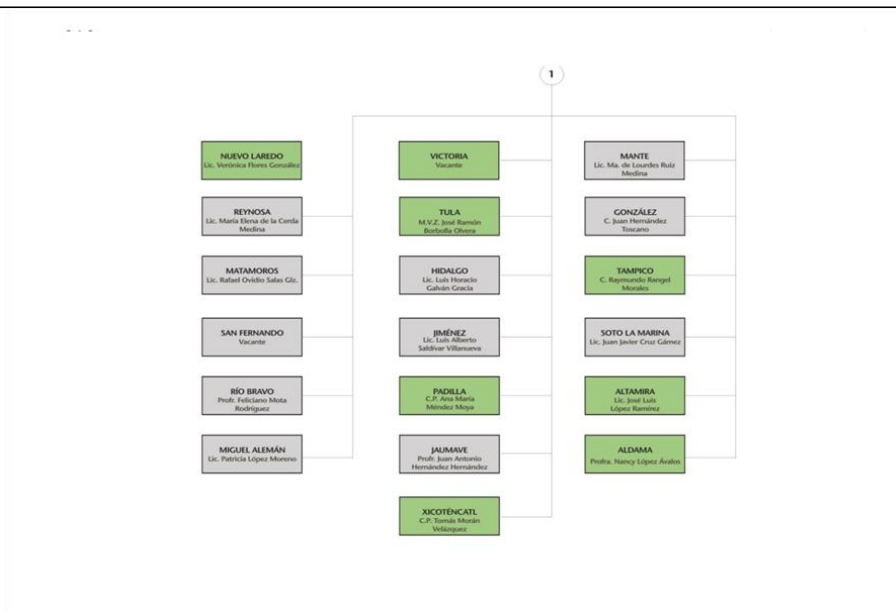 1
NUEVO LAREDO
Lic. Verónica Flores González
REYNOSA
Lic. María Elena de la Cerda
Medina
MATAMOROS
Lic. Rafael Ovidio Salas Glz.
SAN FERNANDO
Vacante
RÍO BRAVO
Profr. Feliciano Mota
Rodríguez
MIGUEL ALEMÁN
Lic. Patricia López Moreno
VICTORIA
Vacante
TULA
M.V.Z. José Ramón
Borbolla Olvera
HIDALGO
Lic. Luis Horacio
Galván Gracia
JIMÉNEZ
Lic. Luis Alberto
Saldívar Villanueva
PADILLA
C.P. Ana María
Méndez Moya
JAUMAVE
Profr. Juan Antonio
Hernández Hernández
XICOTÉNCATL
C.P. Tomás Morán
Velázquez
MANTE
Lic. Ma. de Lourdes Ruíz
Medina
GONZÁLEZ
C. Juan Hernández
Toscano
TAMPICO
C. Raymundo Rangel
Morales
SOTO LA MARINA
Lic. Juan Javier Cruz Gámez
ALTAMIRA
Lic. José Luis
López Ramírez
ALDAMA
Profra. Nancy López Ávalos